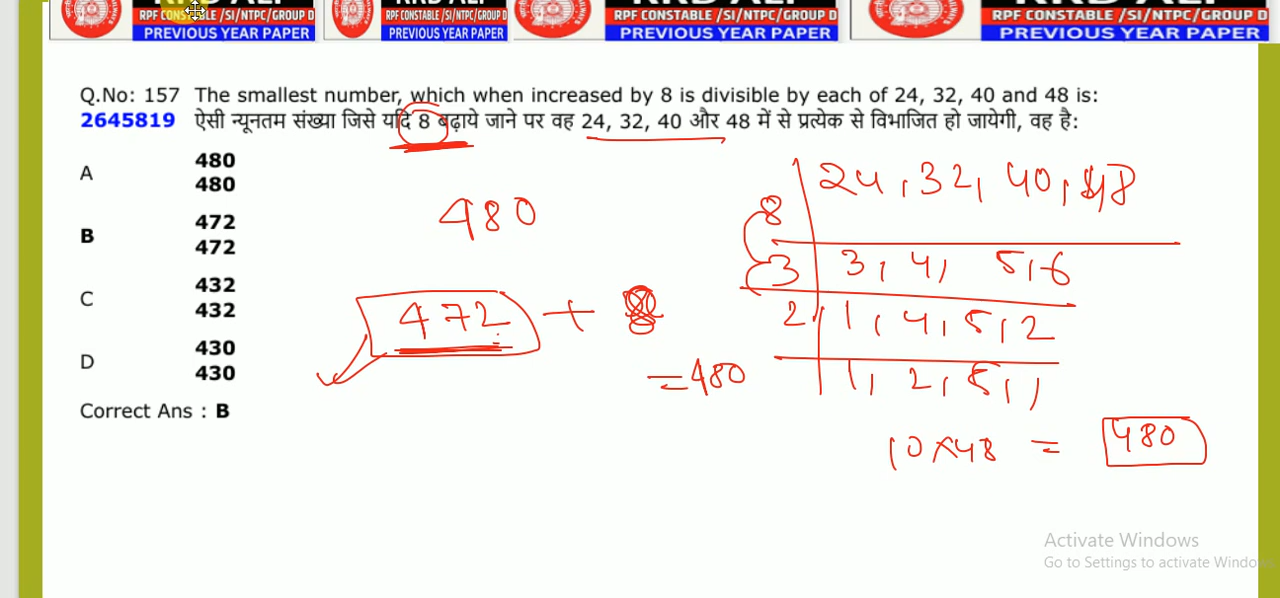 RPF CONSTABLE /SI/NTPC/GROUP D RPF CONSTABLE /SI/NTPC/GROUP D RPF CONSTABLE /SI/NTPC/GROUP D RPF CONSTABLE /SI/NTPC/GROUP D
PREVIOUS YEAR PAPER PREVIOUS YEAR PAPER PREVIOUS YEAR PAPER PREVIOUS YEAR PAPER
Q.No: 157 The smallest number, which when increased by 8 is divisible by each of 24, 32, 40 and 48 is:
2645819 ऐसी न्यूनतम संख्या जिसे यदि 8 बढ़ाये जाने पर वह 24, 32, 40 और 48 में से प्रत्येक से विभाजित हो जायेगी, वह है:
A 480
480
B 472
472
C 432
432
D 430
430
Correct Ans : B
480
472 + 8
=480
24, 32, 40, 48
8
3 3, 4, 5, 6
2 1, 4, 5, 2
1, 2, 5, 1
10×48 = 480
Activate Windows
Go to Settings to activate Windo